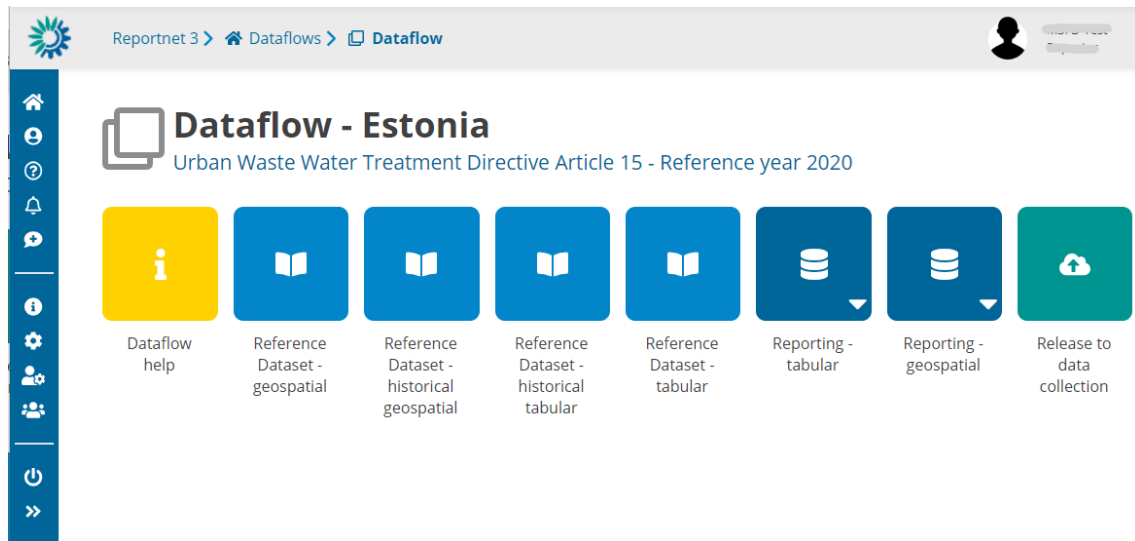 Reportnet 3 Dataflows Dataflow
Dataflow - Estonia
Urban Waste Water Treatment Directive Article 15 - Reference year 2020
Dataflow
help
Reference
Dataset -
geospatial
Reference
Dataset -
historical
geospatial
Reference
Dataset -
historical
tabular
Reference
Dataset -
tabular
Reporting -
tabular
Reporting -
geospatial
Release to
data
collection